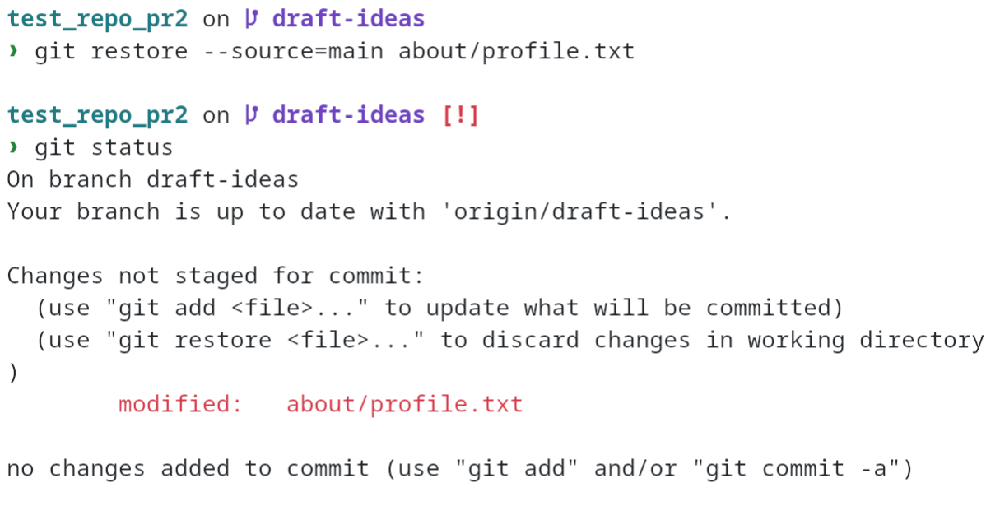 test_repo_pr2 on draft-ideas
› git restore --source=main about/profile.txt
test_repo_pr2 on draft-ideas [!]
› git status
On branch draft-ideas
Your branch is up to date with 'origin/draft-ideas'.
Changes not staged for commit:
  (use "git add <file>..." to update what will be committed)
  (use "git restore <file>..." to discard changes in working directory
)
        modified:   about/profile.txt
no changes added to commit (use "git add" and/or "git commit -a")